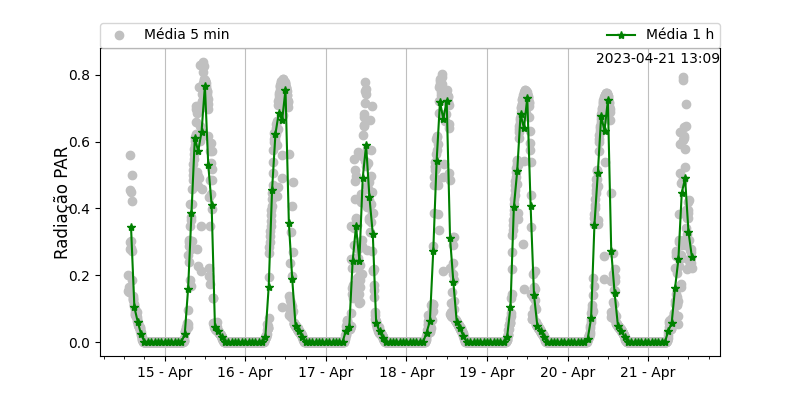 Média 5 min
Média 1 h
2023-04-21 13:09
Radiação PAR
0.8
0.6
0.4
0.2
0.0
15 - Apr
16 - Apr
17 - Apr
18 - Apr
19 - Apr
20 - Apr
21 - Apr